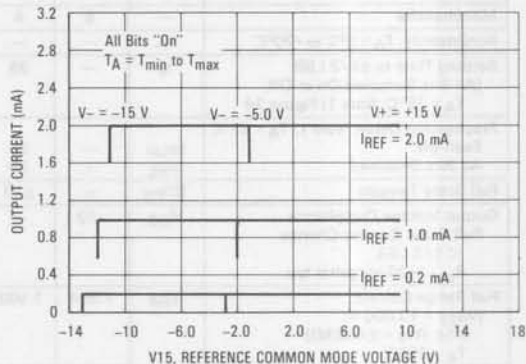 2.8
2.4
2.0
1.6
1.2
0.8
0.4
0
OUTPUT CURRENT (mA)
All Bits "On"
TA = Tmin to Tmax
V– = –15 V
V– = –5.0 V
V+ = +15 V
IREF = 2.0 mA
IREF = 1.0 mA
IREF = 0.2 mA
–14 –10 –6.0 –2.0 2.0 6.0 10 14 18
V15, REFERENCE COMMON MODE VOLTAGE (V)